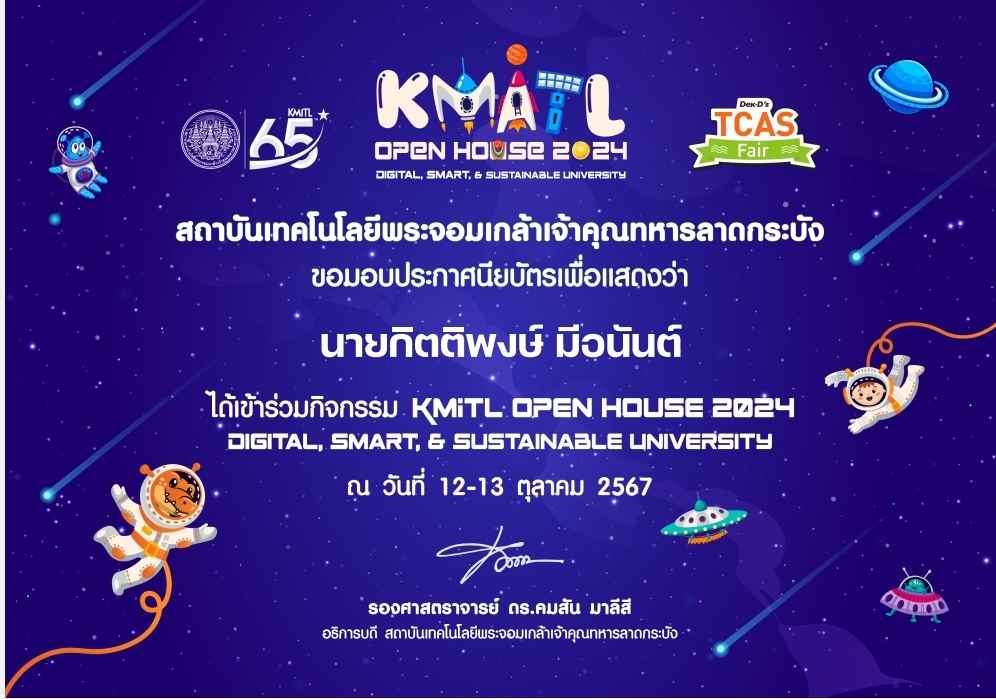 KMITL
65
KMITL
OPEN HOUSE 2024
DIGITAL, SMART, & SUSTAINABLE UNIVERSITY
Dek-D's
TCAS
Fair
สถาบันเทคโนโลยีพระจอมเกล้าเจ้าคุณทหารลาดกระบัง
ขอมอบประกาศนียบัตรเพื่อแสดงว่า
นายกิตติพงษ์ มีอนันต์
ได้เข้าร่วมกิจกรรม KMITL OPEN HOUSE 2024
DIGITAL, SMART, & SUSTAINABLE UNIVERSITY
ณ วันที่ 12-13 ตุลาคม 2567
รองศาสตราจารย์ ดร.คมสัน มาลีสี
อธิการบดี สถาบันเทคโนโลยีพระจอมเกล้าเจ้าคุณทหารลาดกระบัง